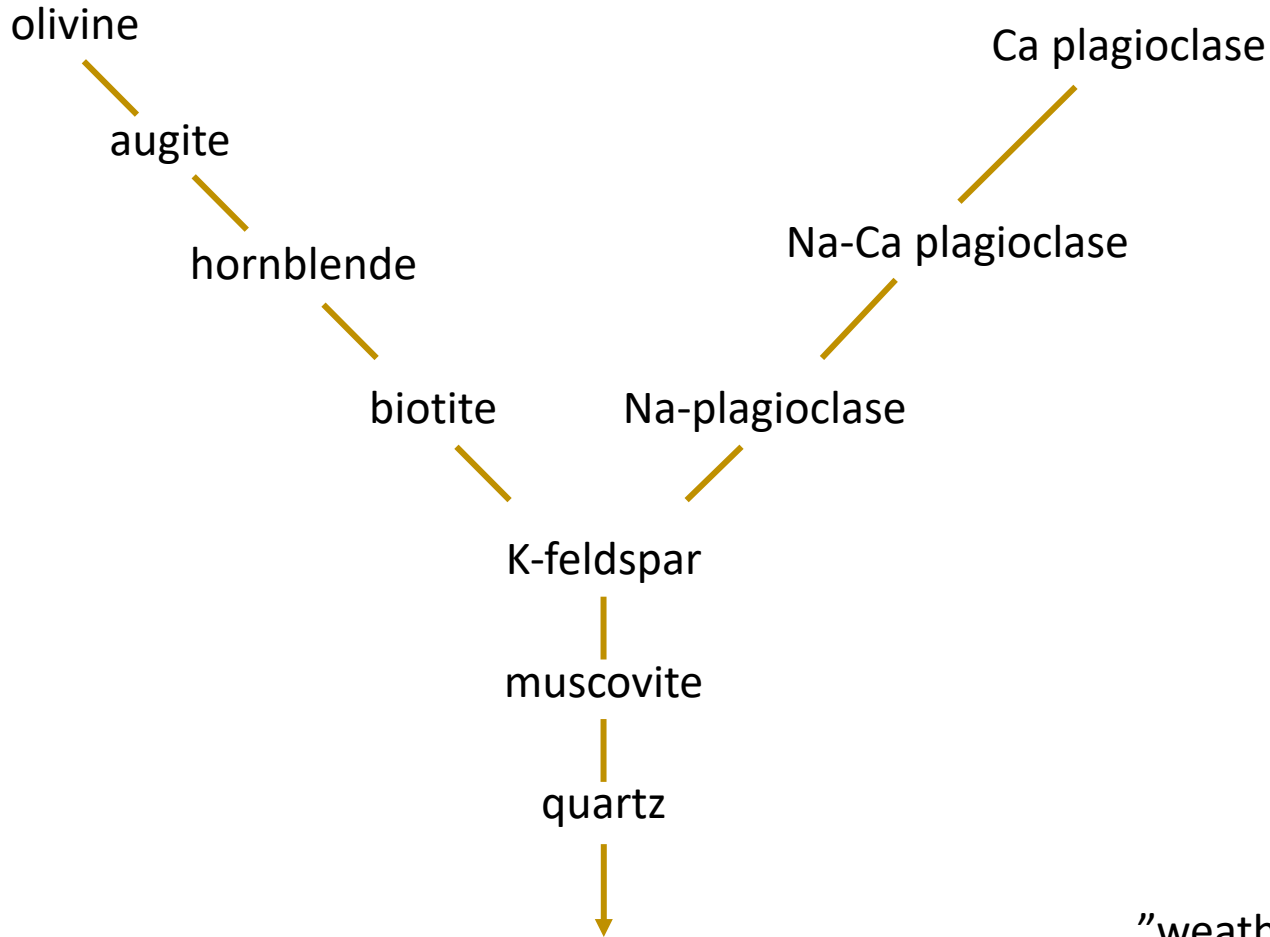 olivine
Ca plagioclase
augite
Na-Ca plagioclase
hornblende
biotite
Na-plagioclase
K-feldspar
muscovite
quartz